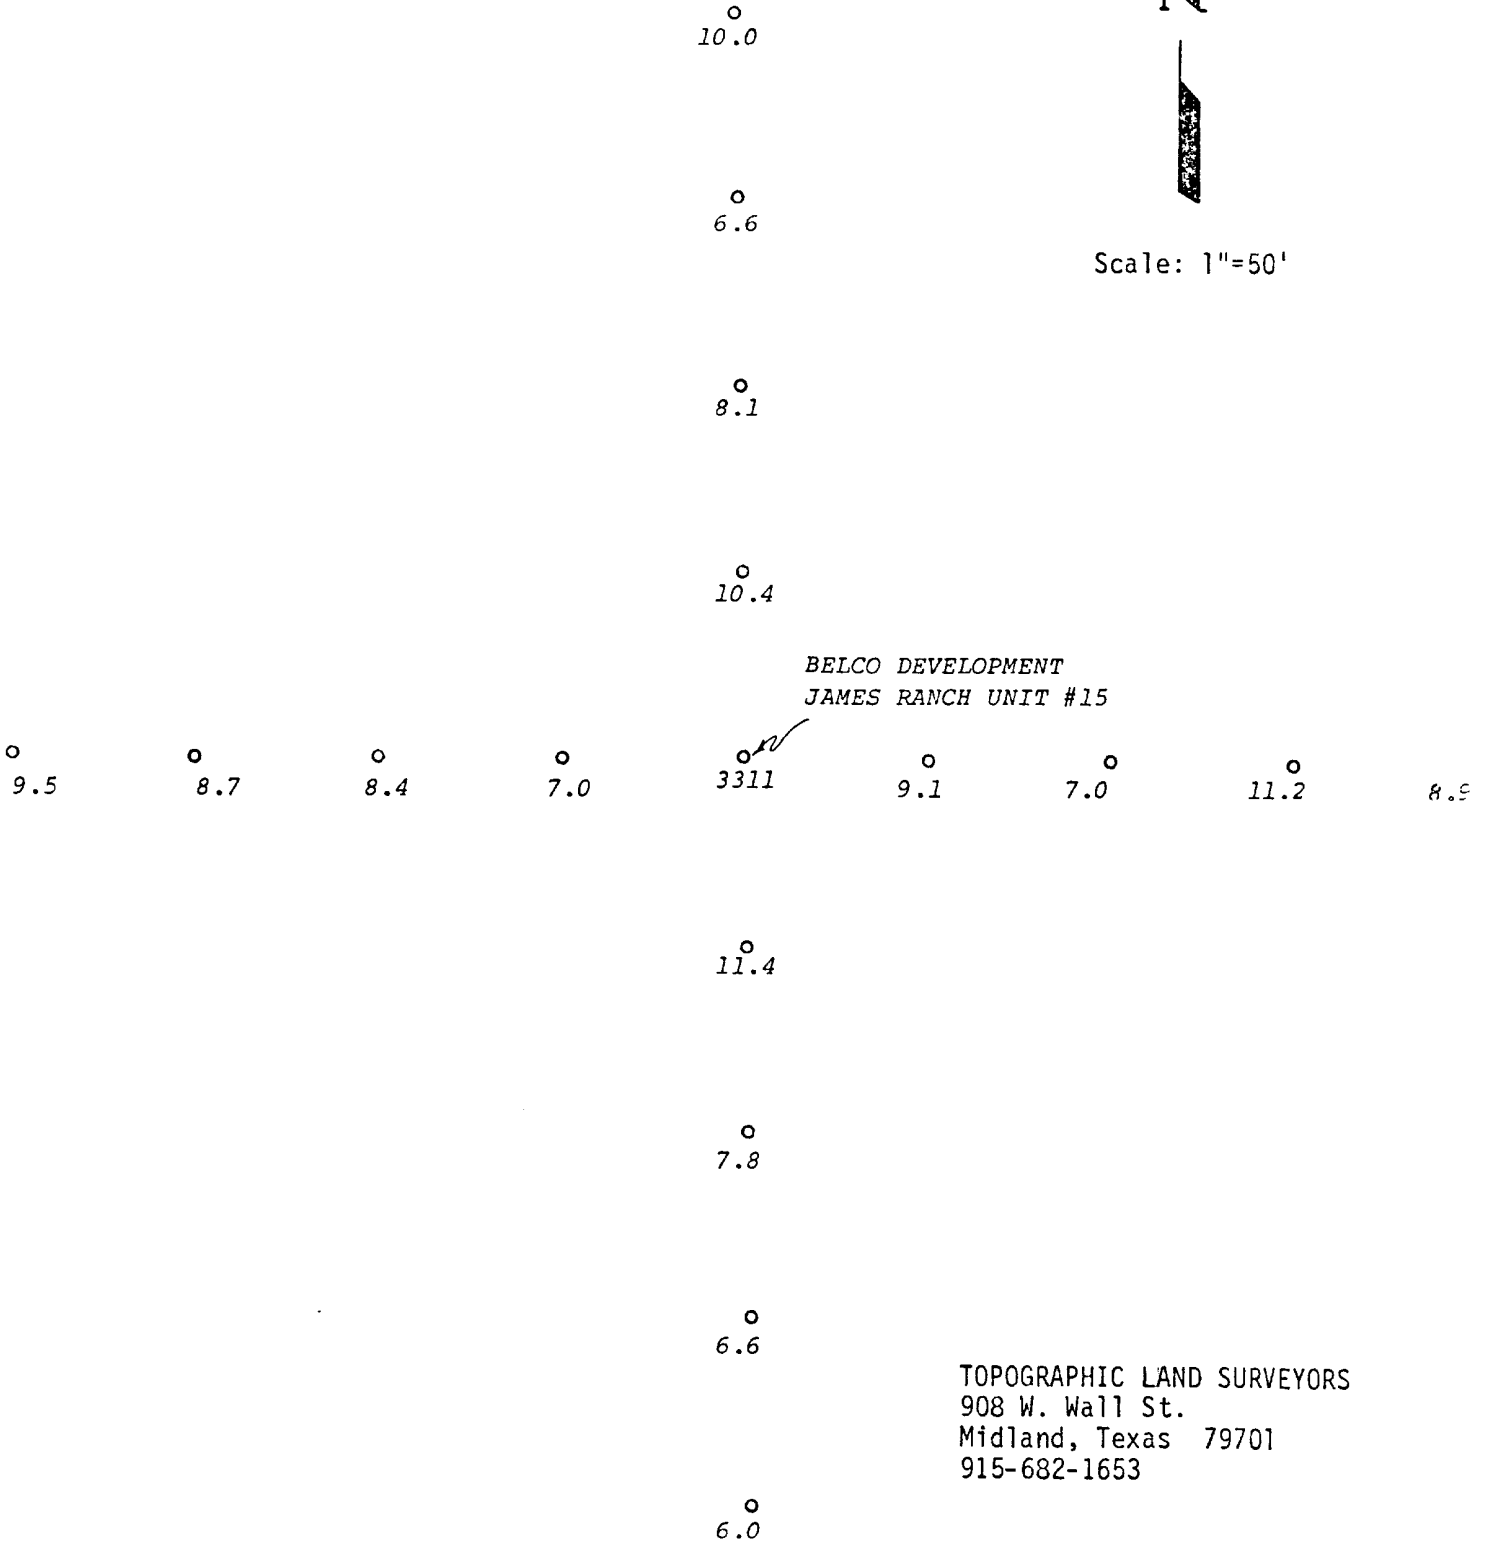 10.0
6.6
Scale: 1"=50'
8.1
10.4
BELCO DEVELOPMENT
JAMES RANCH UNIT #15
9.5 8.7 8.4 7.0 3311 9.1 7.0 11.2
11.4
7.8
6.6
TOPOGRAPHIC LAND SURVEYORS
908 W. Wall St.
Midland, Texas 79701
915-682-1653
6.0